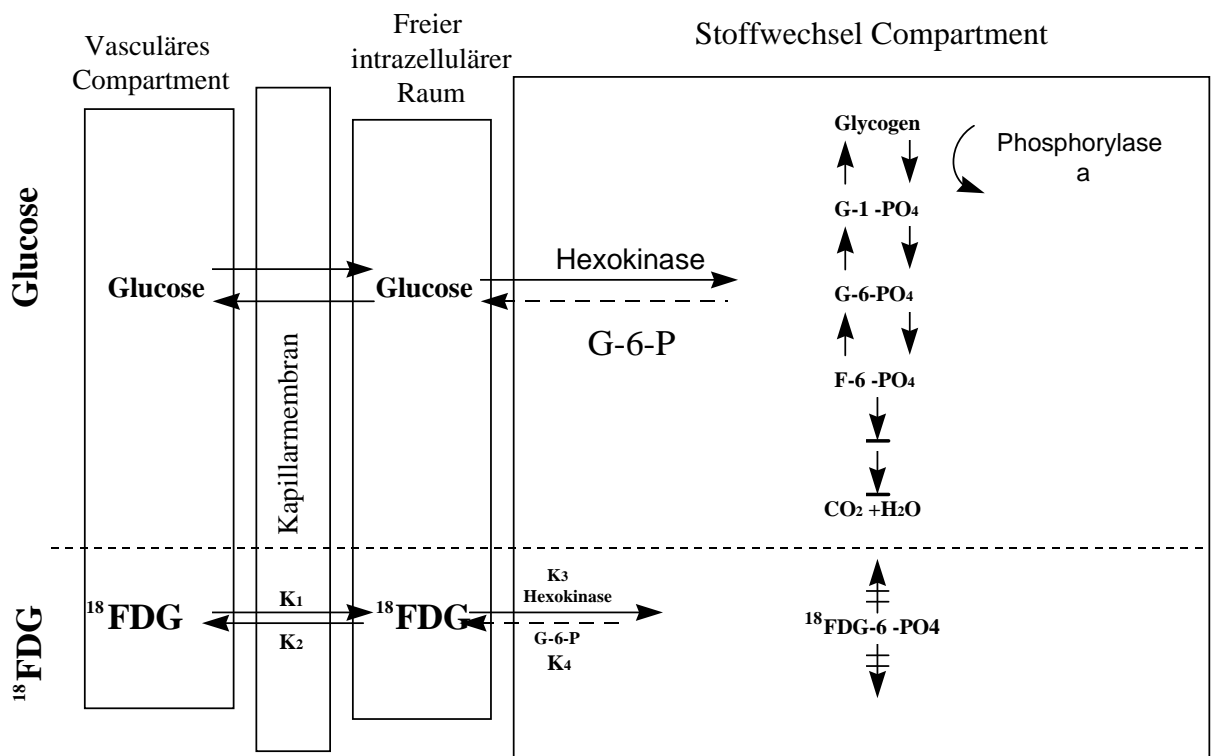 Vasculäres
Compartment
Freier
intrazellulärer
Raum
Stoffwechsel Compartment
Glucose
Glucose
Kapillarmembran
Glucose
Hexokinase
G-6-P
Glycogen
Phosphorylase
a
G-1 -PO4
G-6-PO4
F-6 -PO4
CO2 +H2O
18FDG
18FDG
K1
K2
18FDG
K3
Hexokinase
G-6-P
K4
18FDG-6 -PO4